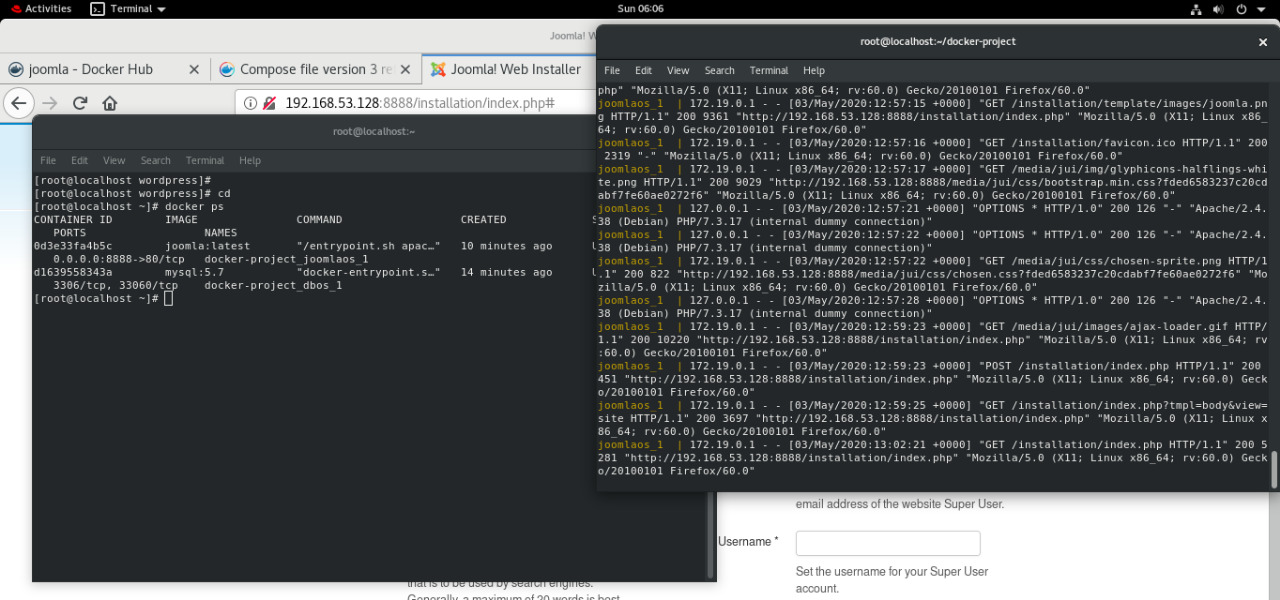 Activities
Terminal
Sun 06:06
Joomla! W
joomla - Docker Hub
Compose file version 3 re
Joomla! Web Installer
192.168.53.128:8888/installation/index.php#
root@localhost:~
File Edit View Search Terminal Help
[root@localhost wordpress]#
[root@localhost wordpress]# cd
[root@localhost ~]# docker ps
CONTAINER ID IMAGE COMMAND CREATED
PORTS NAMES
0d3e33fa4b5c joomla:latest "/entrypoint.sh apac…" 10 minutes ago
0.0.0.0:8888->80/tcp docker-project_joomlaos_1
d1639558343a mysql:5.7 "docker-entrypoint.s…" 14 minutes ago
3306/tcp, 33060/tcp docker-project_dbos_1
[root@localhost ~]#
root@localhost:~/docker-project
File Edit View Search Terminal Help
php" "Mozilla/5.0 (X11; Linux x86_64; rv:60.0) Gecko/20100101 Firefox/60.0"
joomlaos_1 | 172.19.0.1 - - [03/May/2020:12:57:15 +0000] "GET /installation/template/images/joomla.pn
g HTTP/1.1" 200 9361 "http://192.168.53.128:8888/installation/index.php" "Mozilla/5.0 (X11; Linux x86_
64; rv:60.0) Gecko/20100101 Firefox/60.0"
joomlaos_1 | 172.19.0.1 - - [03/May/2020:12:57:16 +0000] "GET /installation/favicon.ico HTTP/1.1" 200
2319 "-" "Mozilla/5.0 (X11; Linux x86_64; rv:60.0) Gecko/20100101 Firefox/60.0"
joomlaos_1 | 172.19.0.1 - - [03/May/2020:12:57:17 +0000] "GET /media/jui/img/glyphicons-halflings-whi
te.png HTTP/1.1" 200 9029 "http://192.168.53.128:8888/media/jui/css/bootstrap.min.css?fded6583237c20cd
abf7fe60ae0272f6" "Mozilla/5.0 (X11; Linux x86_64; rv:60.0) Gecko/20100101 Firefox/60.0"
joomlaos_1 | 127.0.0.1 - - [03/May/2020:12:57:21 +0000] "OPTIONS * HTTP/1.0" 200 126 "-" "Apache/2.4.
38 (Debian) PHP/7.3.17 (internal dummy connection)"
joomlaos_1 | 127.0.0.1 - - [03/May/2020:12:57:22 +0000] "OPTIONS * HTTP/1.0" 200 126 "-" "Apache/2.4.
38 (Debian) PHP/7.3.17 (internal dummy connection)"
joomlaos_1 | 172.19.0.1 - - [03/May/2020:12:57:22 +0000] "GET /media/jui/css/chosen-sprite.png HTTP/1
.1" 200 822 "http://192.168.53.128:8888/media/jui/css/chosen.css?fded6583237c20cdabf7fe60ae0272f6" "Mo
zilla/5.0 (X11; Linux x86_64; rv:60.0) Gecko/20100101 Firefox/60.0"
joomlaos_1 | 127.0.0.1 - - [03/May/2020:12:57:28 +0000] "OPTIONS * HTTP/1.0" 200 126 "-" "Apache/2.4.
38 (Debian) PHP/7.3.17 (internal dummy connection)"
joomlaos_1 | 172.19.0.1 - - [03/May/2020:12:59:23 +0000] "GET /media/jui/images/ajax-loader.gif HTTP/
1.1" 200 10220 "http://192.168.53.128:8888/installation/index.php" "Mozilla/5.0 (X11; Linux x86_64; rv
:60.0) Gecko/20100101 Firefox/60.0"
joomlaos_1 | 172.19.0.1 - - [03/May/2020:12:59:23 +0000] "POST /installation/index.php HTTP/1.1" 200
451 "http://192.168.53.128:8888/installation/index.php" "Mozilla/5.0 (X11; Linux x86_64; rv:60.0) Geck
o/20100101 Firefox/60.0"
joomlaos_1 | 172.19.0.1 - - [03/May/2020:12:59:25 +0000] "GET /installation/index.php?tmpl=body&view=
site HTTP/1.1" 200 3697 "http://192.168.53.128:8888/installation/index.php" "Mozilla/5.0 (X11; Linux x
86_64; rv:60.0) Gecko/20100101 Firefox/60.0"
joomlaos_1 | 172.19.0.1 - - [03/May/2020:13:02:21 +0000] "GET /installation/index.php HTTP/1.1" 200 5
281 "http://192.168.53.128:8888/installation/index.php" "Mozilla/5.0 (X11; Linux x86_64; rv:60.0) Geck
o/20100101 Firefox/60.0"
email address of the website Super User.
Username *
Set the username for your Super User
account.
that is to be used by search engines.
Generally, a maximum of 20 words is best